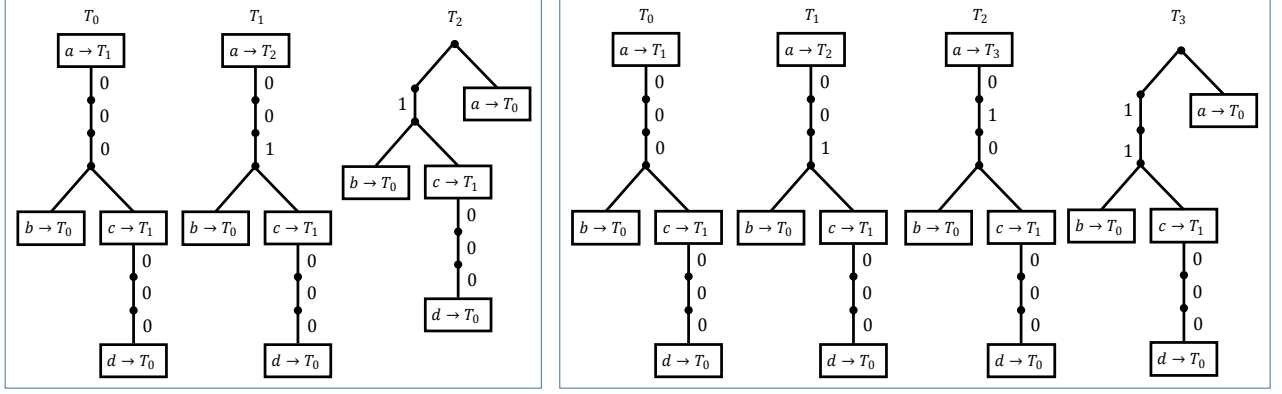 T₀ T₁ T₂
a → T₁ a → T₂
0 0
0 0 1 a → T₀
0 1
b → T₀ c → T₁
b → T₀ c → T₁ b → T₀ c → T₁ 0
0 0 0
0 0 0
0 0 d → T₀
d → T₀ d → T₀
T₀ T₁ T₂ T₃
a → T₁ a → T₂ a → T₃
0 0 0
0 0 1 1 a → T₀
0 1 0 1
b → T₀ c → T₁ b → T₀ c → T₁ b → T₀ c → T₁ b → T₀ c → T₁
0 0 0 0
0 0 0 0
0 0 0 0
d → T₀ d → T₀ d → T₀ d → T₀